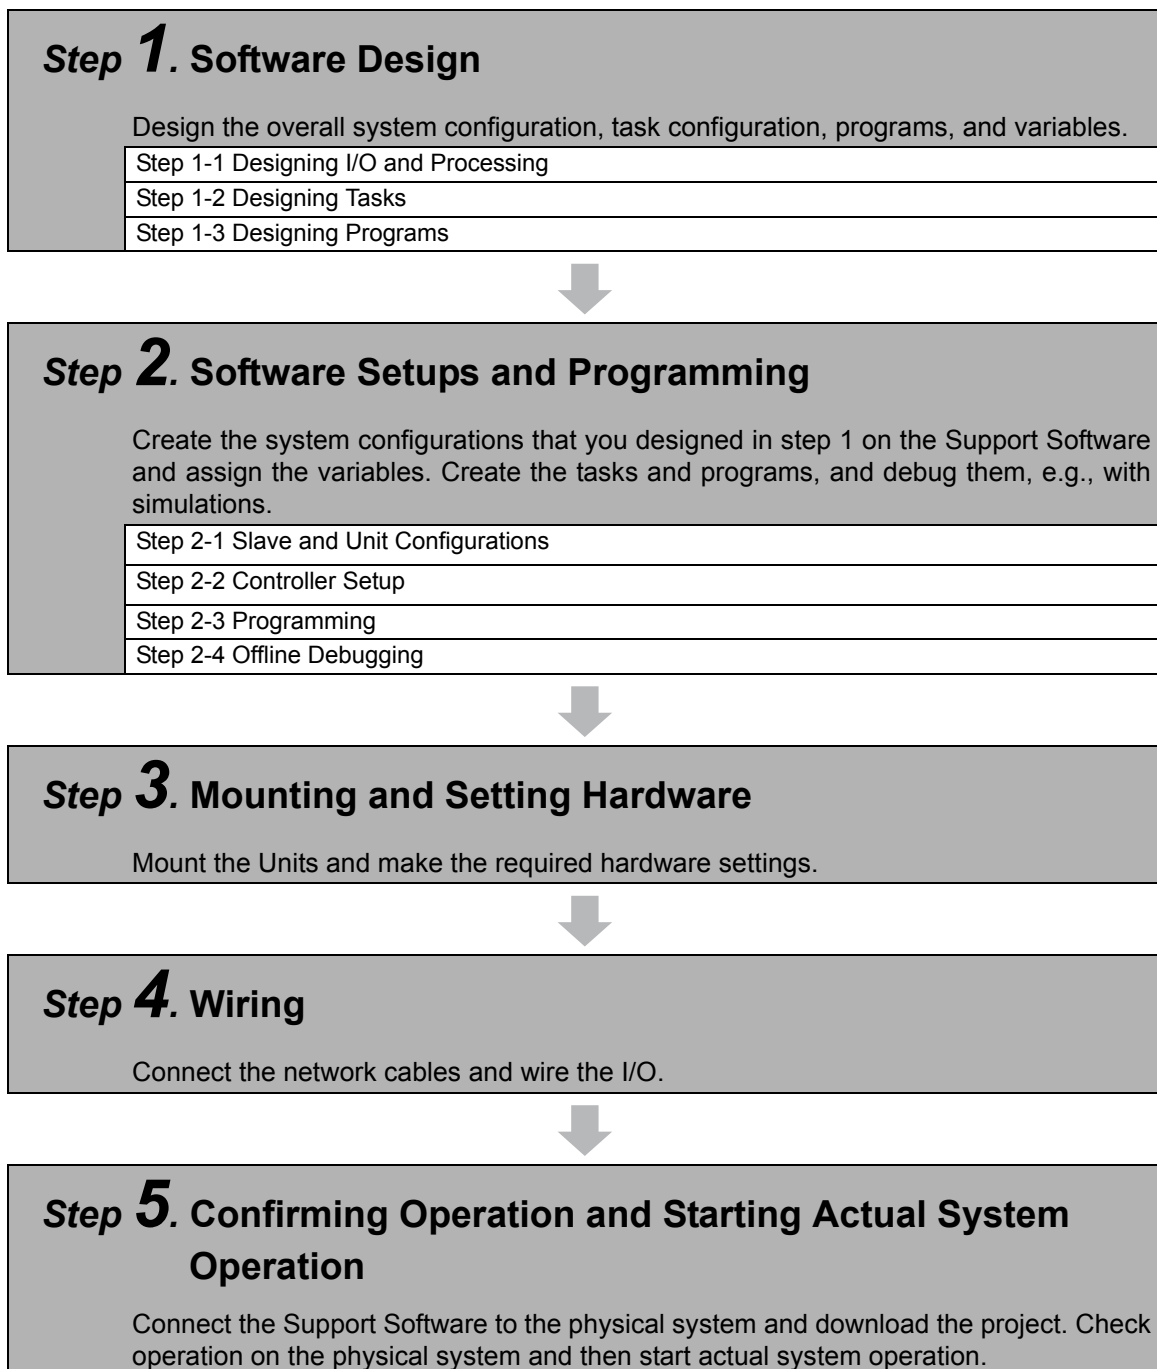 Step 1. Software Design
Design the overall system configuration, task configuration, programs, and variables.
Step 1-1 Designing I/O and Processing
Step 1-2 Designing Tasks
Step 1-3 Designing Programs
Step 2. Software Setups and Programming
Create the system configurations that you designed in step 1 on the Support Software
and assign the variables. Create the tasks and programs, and debug them, e.g., with
simulations.
Step 2-1 Slave and Unit Configurations
Step 2-2 Controller Setup
Step 2-3 Programming
Step 2-4 Offline Debugging
Step 3. Mounting and Setting Hardware
Mount the Units and make the required hardware settings.
Step 4. Wiring
Connect the network cables and wire the I/O.
Step 5. Confirming Operation and Starting Actual System
Operation
Connect the Support Software to the physical system and download the project. Check
operation on the physical system and then start actual system operation.